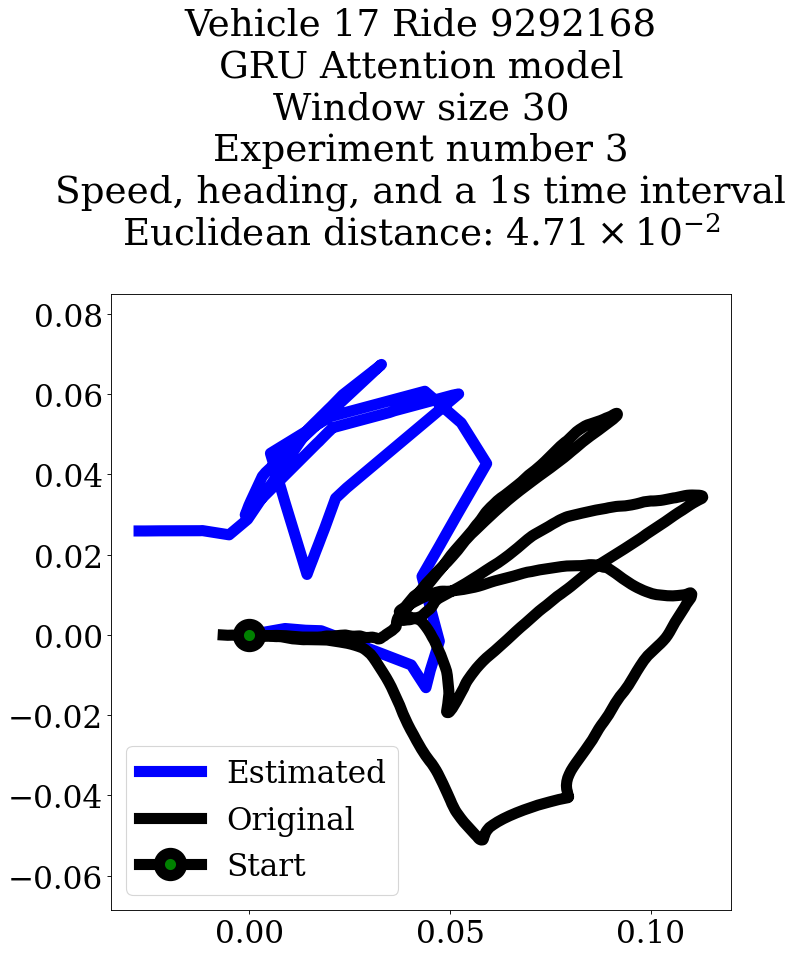 Vehicle 17 Ride 9292168
GRU Attention model
Window size 30
Experiment number 3
Speed, heading, and a 1s time interval
Euclidean distance: 4.71 × 10⁻²
0.08
0.06
0.04
0.02
0.00
−0.02
−0.04
−0.06
Estimated
Original
Start
0.00 0.05 0.10